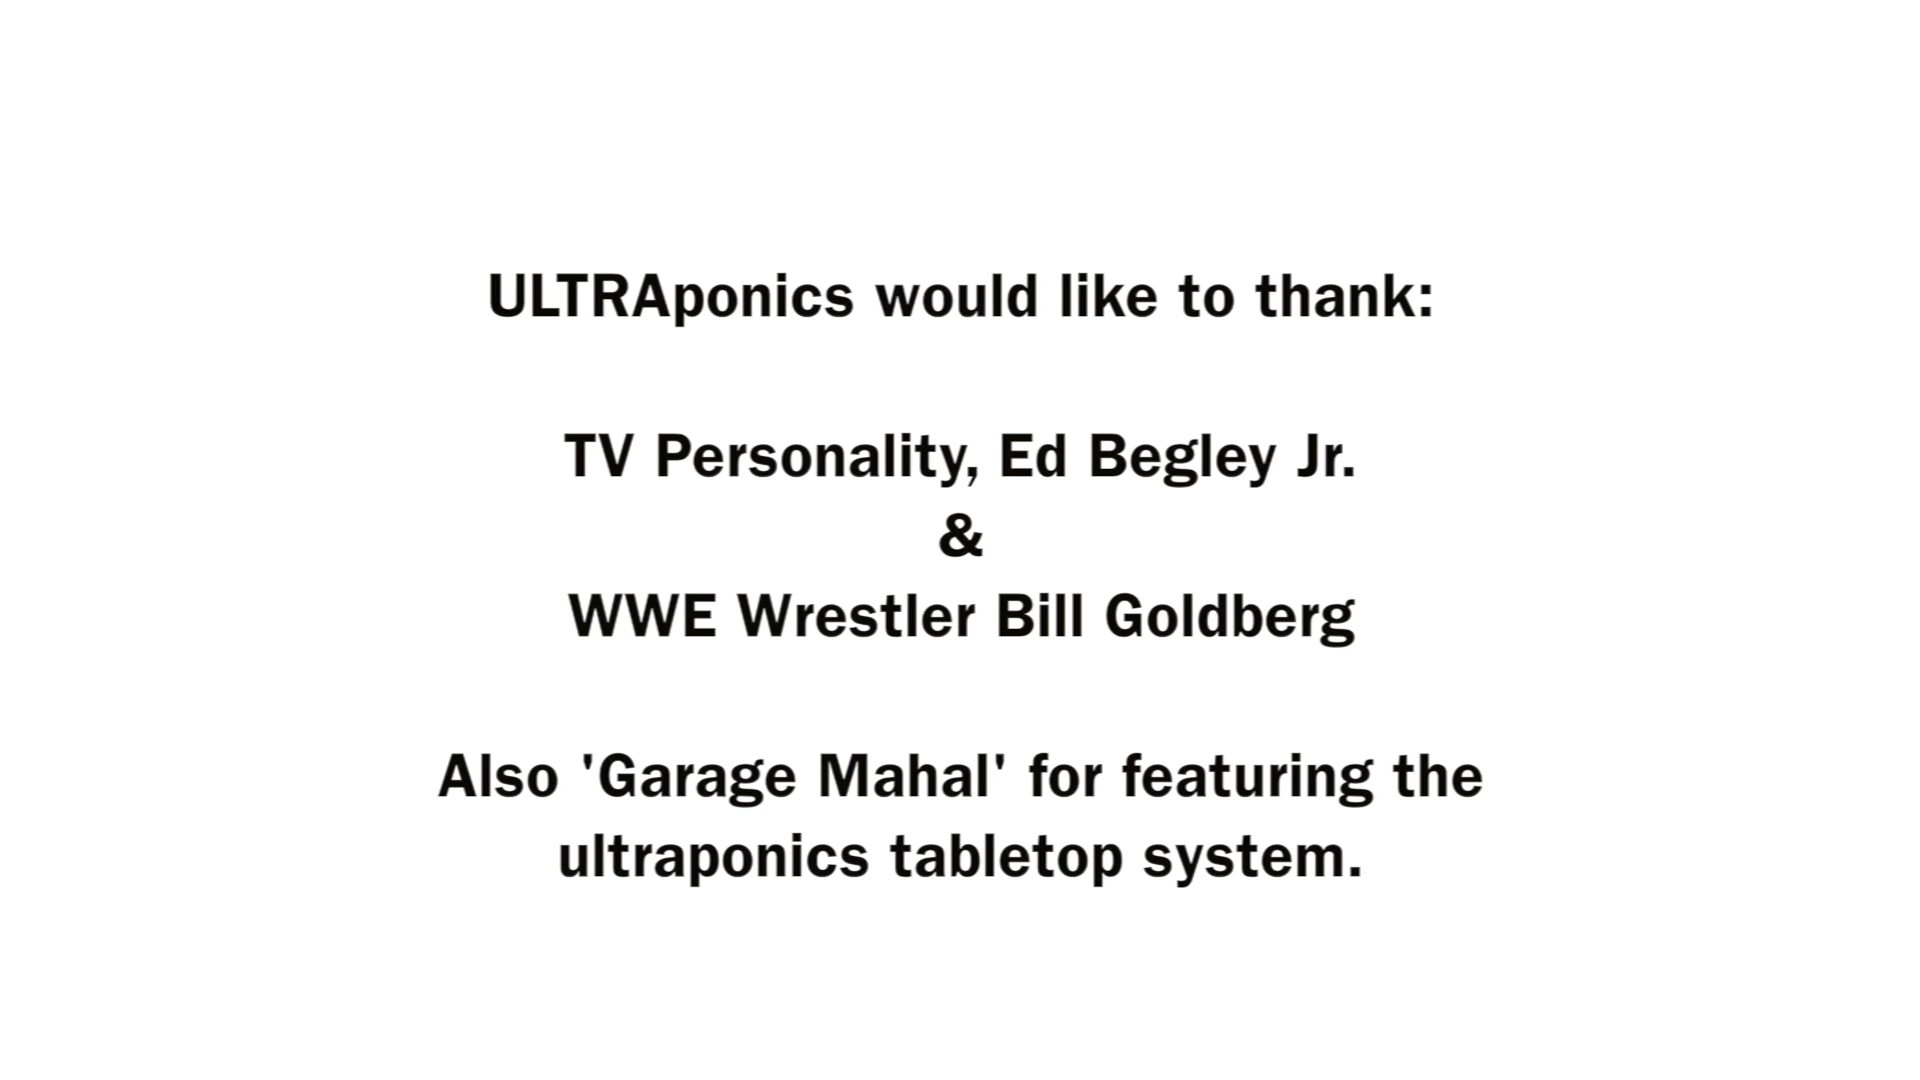 ULTRAponics would like to thank:
TV Personality, Ed Begley Jr.
&
WWE Wrestler Bill Goldberg
Also 'Garage Mahal' for featuring the
ultraponics tabletop system.